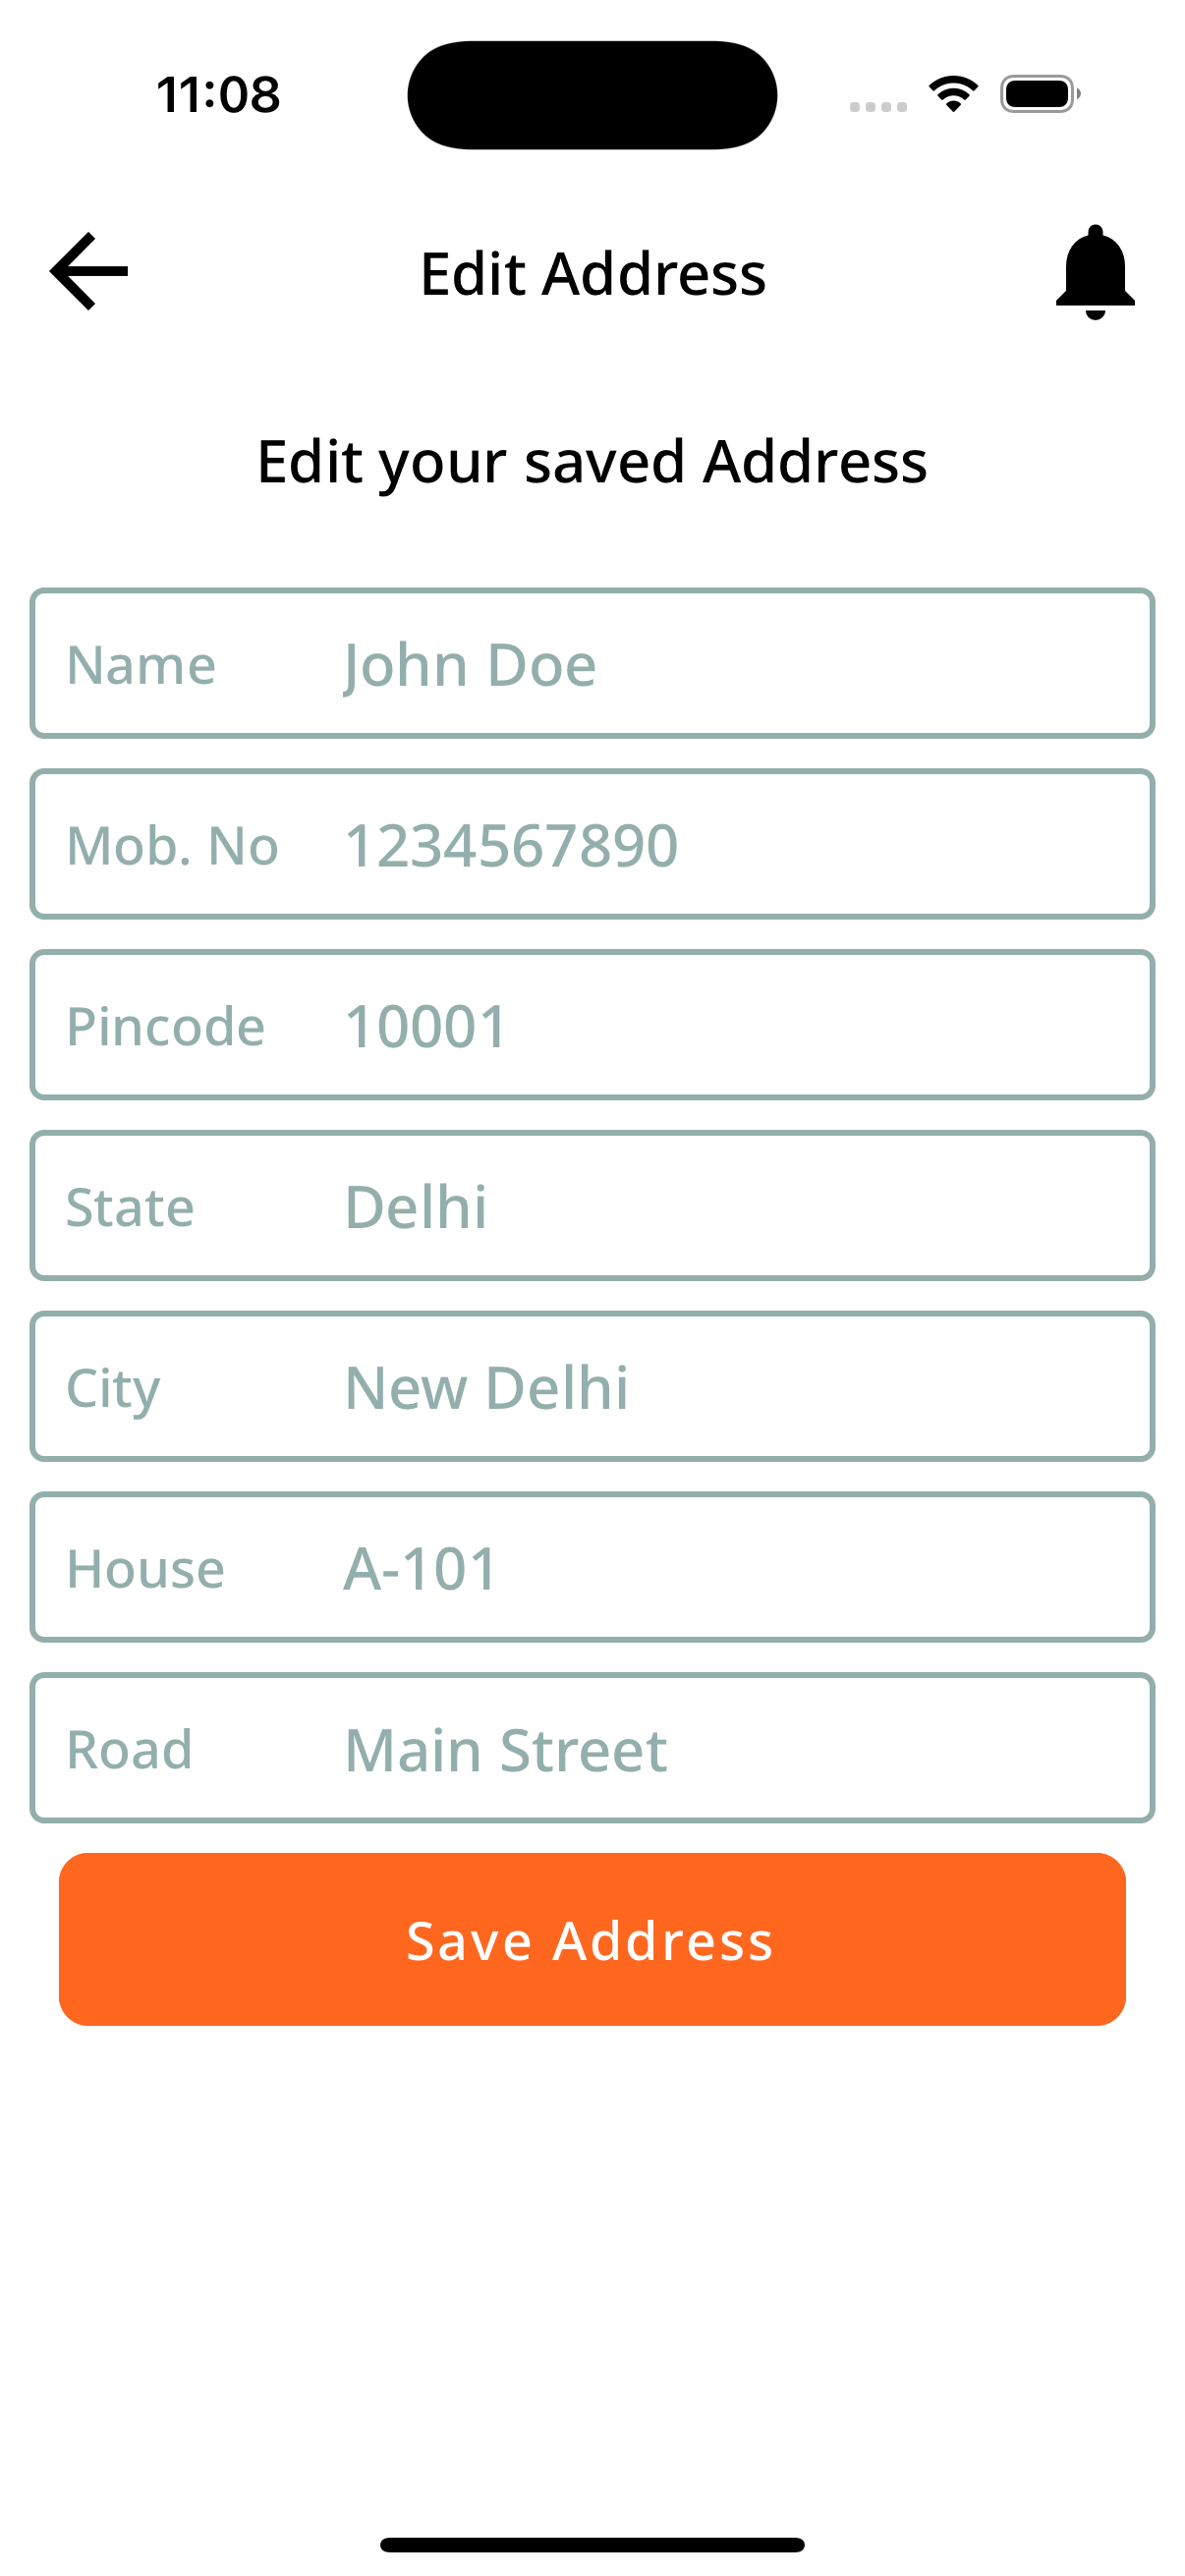 11:08
Edit Address
Edit your saved Address
Name John Doe
Mob. No 1234567890
Pincode 10001
State Delhi
City New Delhi
House A-101
Road Main Street
Save Address